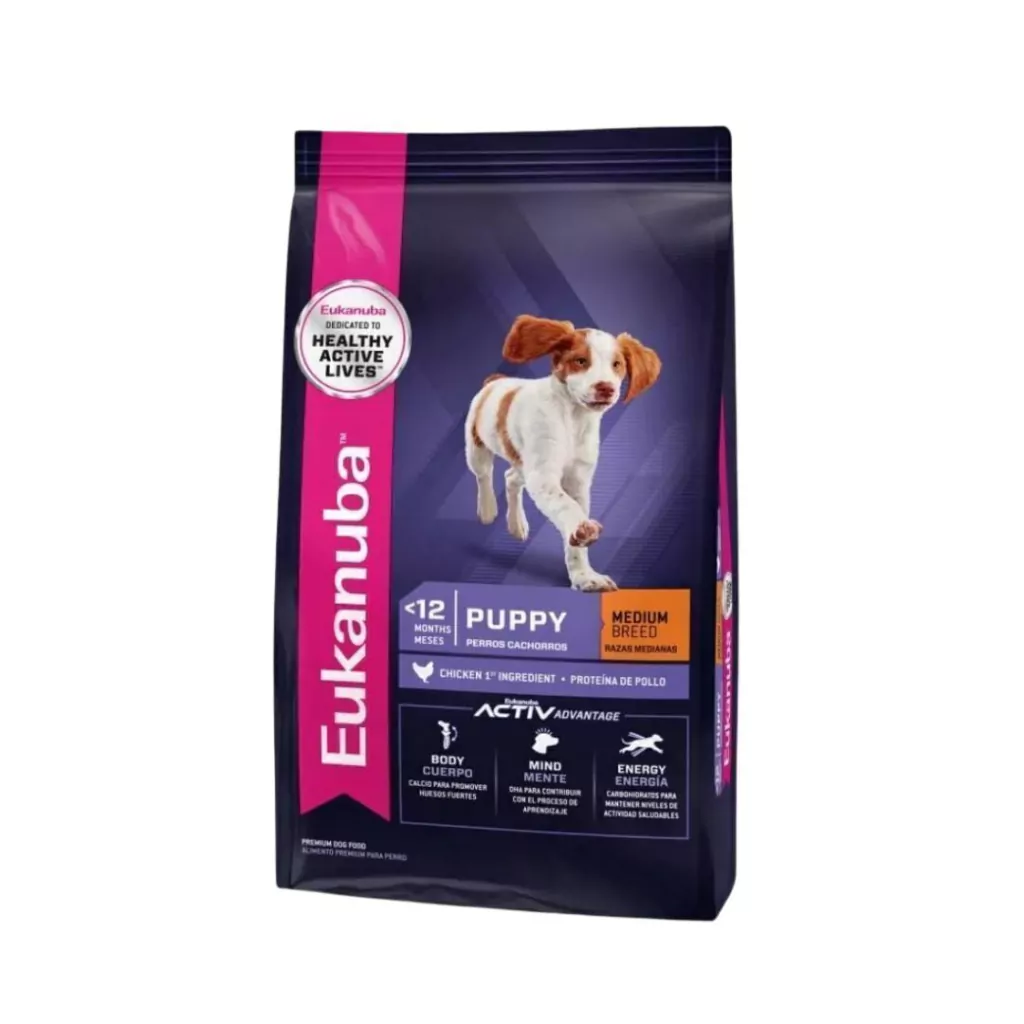 Eukanuba
DEDICATED TO
HEALTHY
ACTIVE
LIVES™
Eukanuba™
<12
MONTHS
MESES
PUPPY
PERROS CACHORROS
MEDIUM
BREED
RAZAS MEDIANAS
CHICKEN 1ST INGREDIENT • PROTEÍNA DE POLLO
Eukanuba
ACTIV ADVANTAGE
BODY
CUERPO
CALCIO PARA PROMOVER
HUESOS FUERTES
MIND
MENTE
DHA PARA CONTRIBUIR
CON EL PROCESO DE
APRENDIZAJE
ENERGY
ENERGÍA
CARBOHIDRATOS PARA
MANTENER NIVELES DE
ACTIVIDAD SALUDABLES
PREMIUM DOG FOOD
ALIMENTO PREMIUM PARA PERRO
Eukanuba
PUPPY